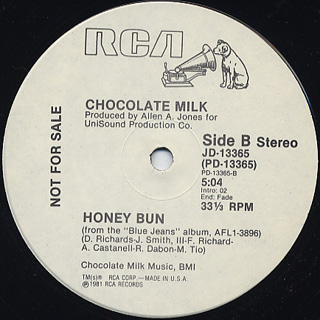 RCA
CHOCOLATE MILK
Produced by Allen A. Jones for
UniSound Production Co.
NOT FOR SALE
Side B Stereo
JD-13365
(PD-13365)
PD-13365-B
5:04
Intro: 02
End: Fade
33⅓ RPM
HONEY BUN
(from the "Blue Jeans" album, AFL1-3896)
(D. Richards-J. Smith, III-F. Richard-
A. Castanell-R. Dabon-M. Tio)
Chocolate Milk Music, BMI
TM(s)® RCA CORP.—MADE IN U.S.A.
℗1981 RCA RECORDS